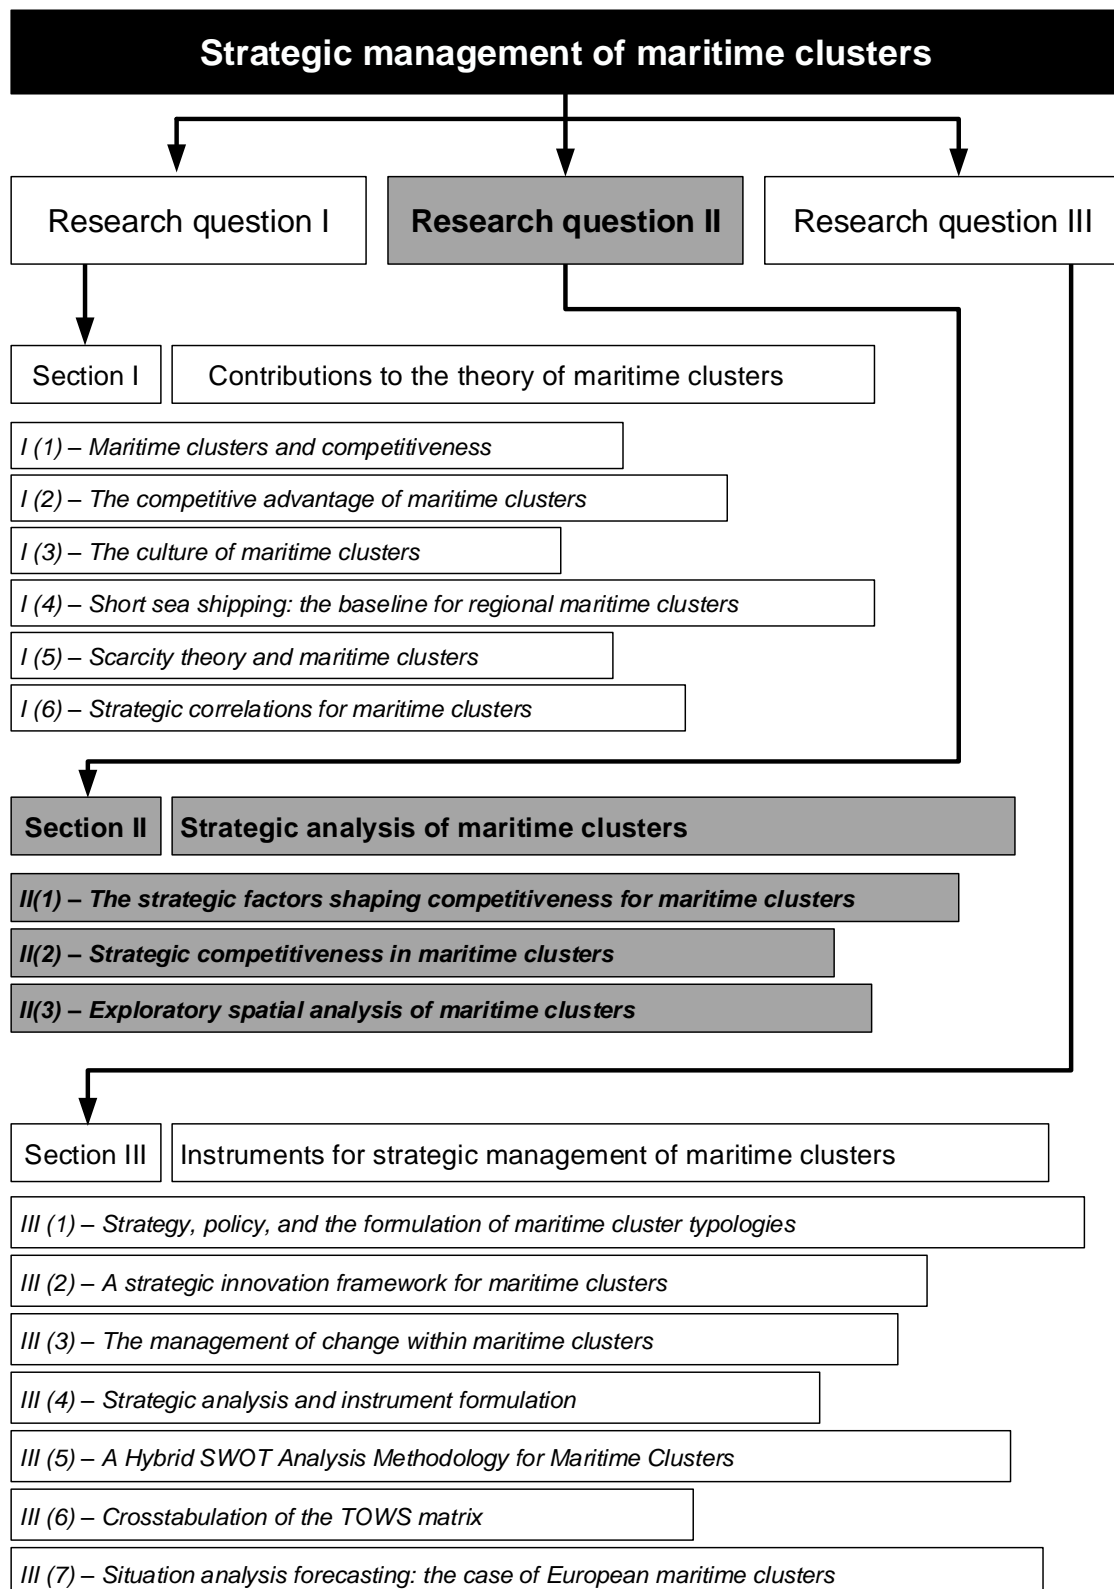 Strategic management of maritime clusters
Research question I
Research question II
Research question III
Section I
Contributions to the theory of maritime clusters
I (1) – Maritime clusters and competitiveness
I (2) – The competitive advantage of maritime clusters
I (3) – The culture of maritime clusters
I (4) – Short sea shipping: the baseline for regional maritime clusters
I (5) – Scarcity theory and maritime clusters
I (6) – Strategic correlations for maritime clusters
Section II
Strategic analysis of maritime clusters
II(1) – The strategic factors shaping competitiveness for maritime clusters
II(2) – Strategic competitiveness in maritime clusters
II(3) – Exploratory spatial analysis of maritime clusters
Section III
Instruments for strategic management of maritime clusters
III (1) – Strategy, policy, and the formulation of maritime cluster typologies
III (2) – A strategic innovation framework for maritime clusters
III (3) – The management of change within maritime clusters
III (4) – Strategic analysis and instrument formulation
III (5) – A Hybrid SWOT Analysis Methodology for Maritime Clusters
III (6) – Crosstabulation of the TOWS matrix
III (7) – Situation analysis forecasting: the case of European maritime clusters